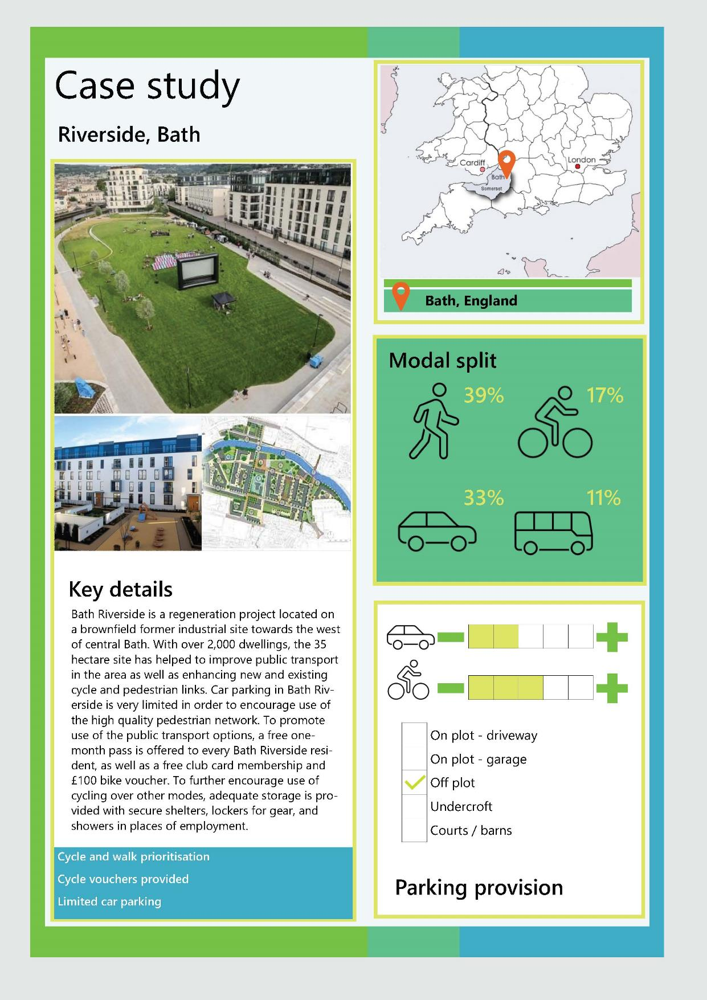 Case study
Riverside, Bath
Cardiff
London
Bath
Somerset
Bath, England
Modal split
39%
17%
33%
11%
Key details
Bath Riverside is a regeneration project located on
a brownfield former industrial site towards the west
of central Bath. With over 2,000 dwellings, the 35
hectare site has helped to improve public transport
in the area as well as enhancing new and existing
cycle and pedestrian links. Car parking in Bath Riv-
erside is very limited in order to encourage use of
the high quality pedestrian network. To promote
use of the public transport options, a free one-
month pass is offered to every Bath Riverside resi-
dent, as well as a free club card membership and
£100 bike voucher. To further encourage use of
cycling over other modes, adequate storage is pro-
vided with secure shelters, lockers for gear, and
showers in places of employment.
Cycle and walk prioritisation
Cycle vouchers provided
Limited car parking
On plot - driveway
On plot - garage
Off plot
Undercroft
Courts / barns
Parking provision